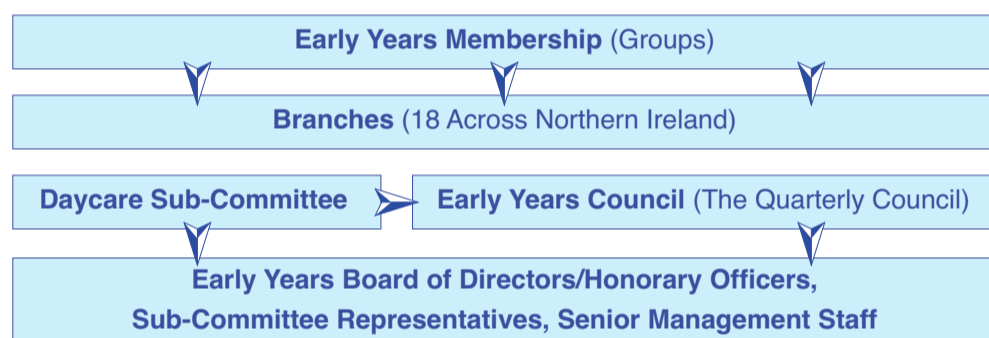 Early Years Membership (Groups)
Branches (18 Across Northern Ireland)
Daycare Sub-Committee
Early Years Council (The Quarterly Council)
Early Years Board of Directors/Honorary Officers,
Sub-Committee Representatives, Senior Management Staff